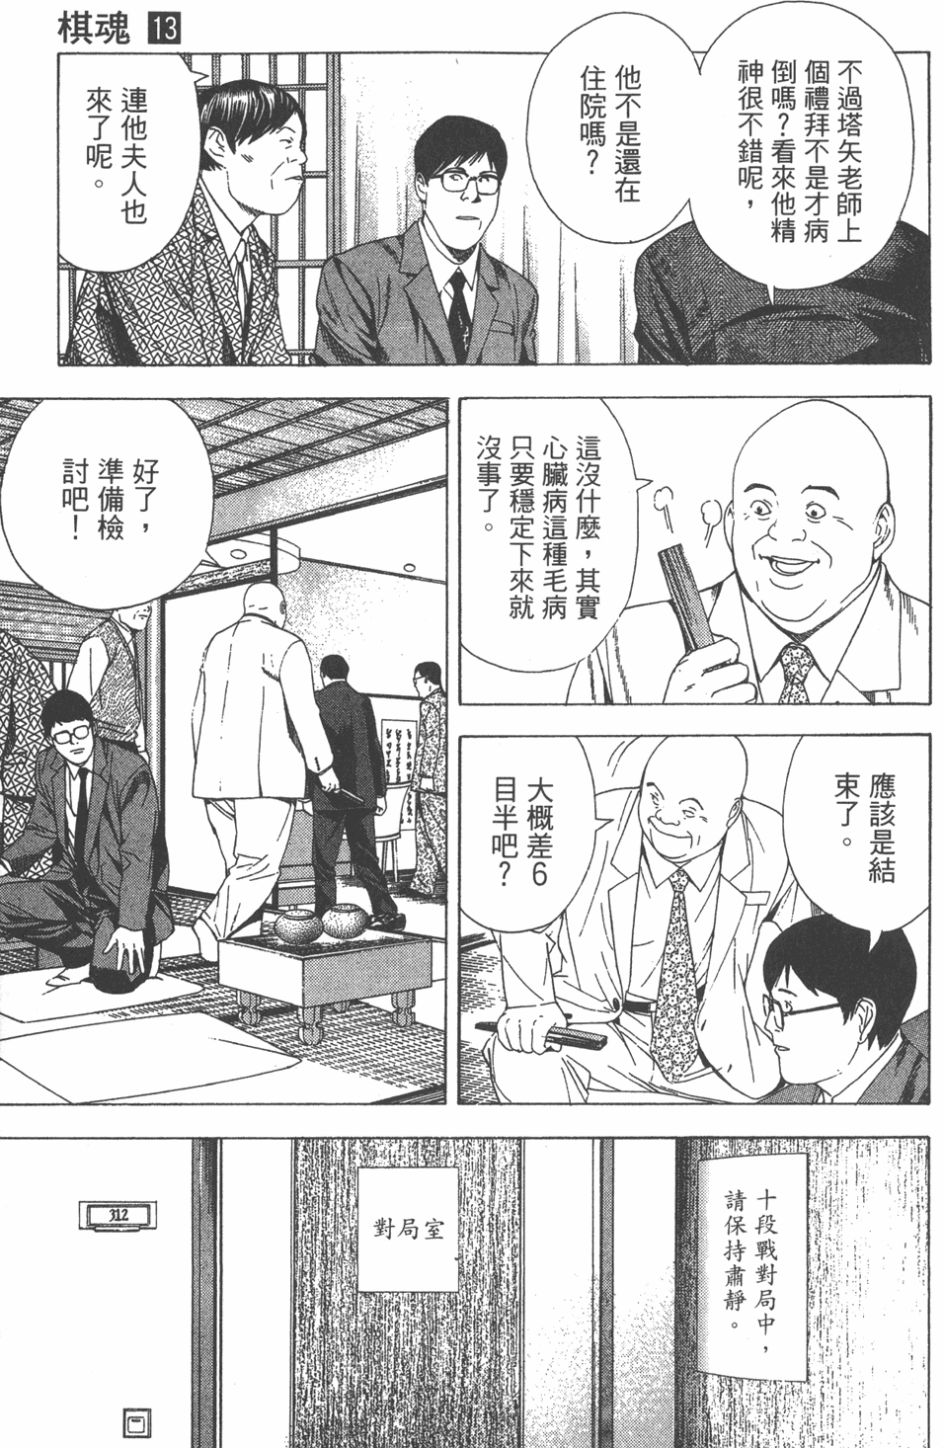 棋魂 13
不過塔矢老師上
個禮拜不是才病
倒嗎？看來他精
神很不錯呢，
他不是還在
住院嗎？
連他夫人也
來了呢。
這沒什麼，其實
心臟病這種毛病
只要穩定下來就
沒事了。
好了，
準備檢
討吧！
應該是結
束了。
大概差6
目半吧？
十段戰對局中，
請保持肅靜。
對局室
312